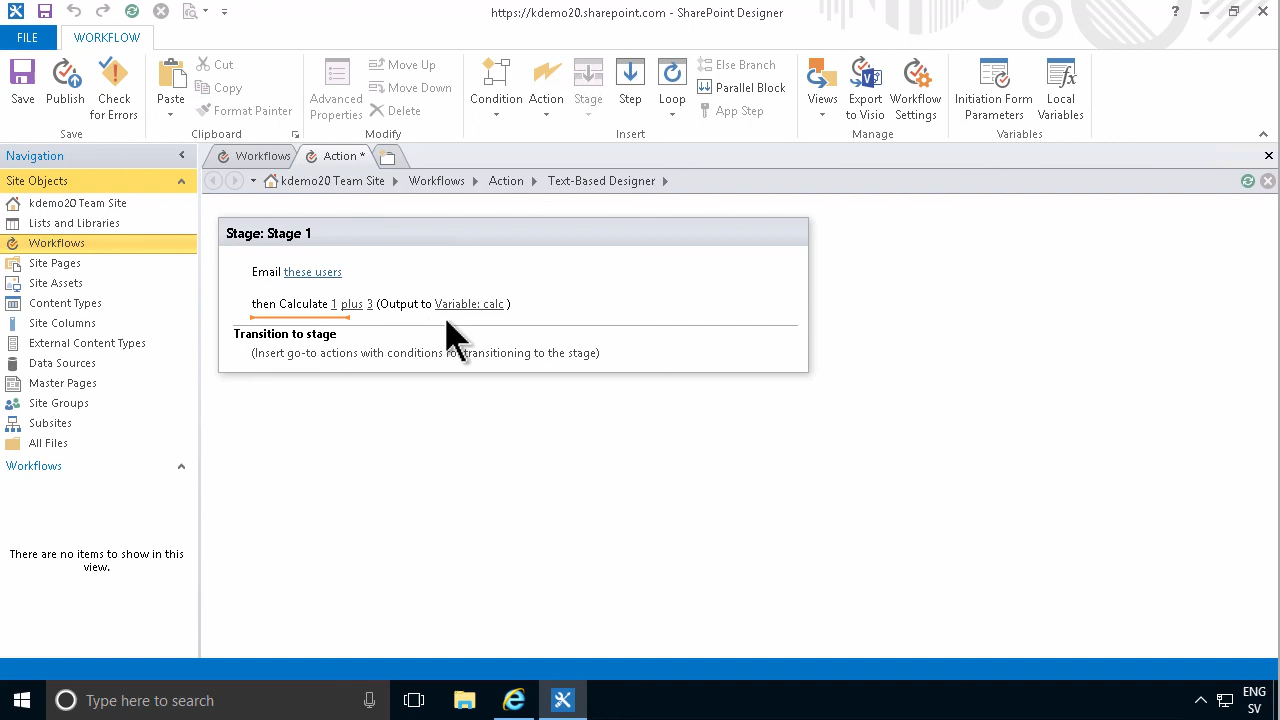 https://kdemo20.sharepoint.com - SharePoint Designer
?
FILE
WORKFLOW
Save
Publish
Check for Errors
Save
Paste
Cut
Copy
Format Painter
Clipboard
Advanced Properties
Move Up
Move Down
Delete
Modify
Condition
Action
Stage
Step
Loop
Else Branch
Parallel Block
App Step
Insert
Views
Export to Visio
Workflow Settings
Manage
Initiation Form Parameters
Local Variables
Variables
Navigation
Workflows
Action *
Site Objects
kdemo20 Team Site
Workflows
Action
Text-Based Designer
kdemo20 Team Site
Lists and Libraries
Workflows
Site Pages
Site Assets
Content Types
Site Columns
External Content Types
Data Sources
Master Pages
Site Groups
Subsites
All Files
Workflows
There are no items to show in this
view.
Stage: Stage 1
Email these users
then Calculate 1 plus 3 (Output to Variable: calc )
Transition to stage
(Insert go-to actions with conditions transitioning to the stage)
Type here to search
ENG
SV